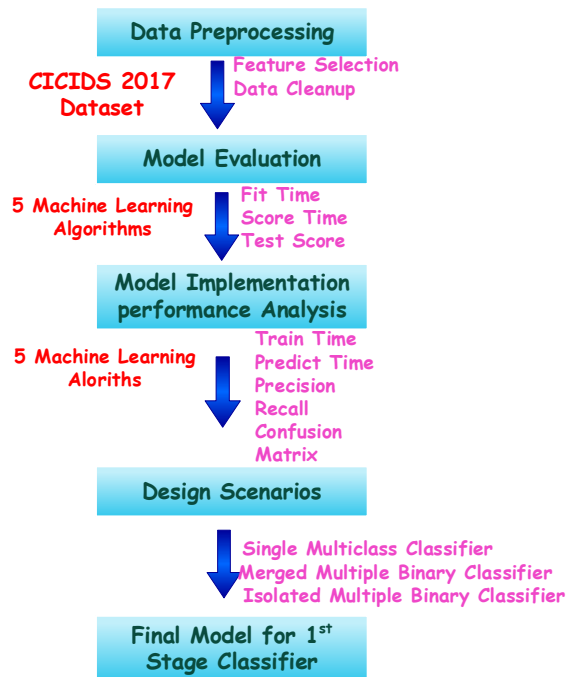 Data Preprocessing
CICIDS 2017
Dataset
Feature Selection
Data Cleanup
Model Evaluation
5 Machine Learning
Algorithms
Fit Time
Score Time
Test Score
Model Implementation
performance Analysis
5 Machine Learning
Aloriths
Train Time
Predict Time
Precision
Recall
Confusion
Matrix
Design Scenarios
Single Multiclass Classifier
Merged Multiple Binary Classifier
Isolated Multiple Binary Classifier
Final Model for 1st
Stage Classifier